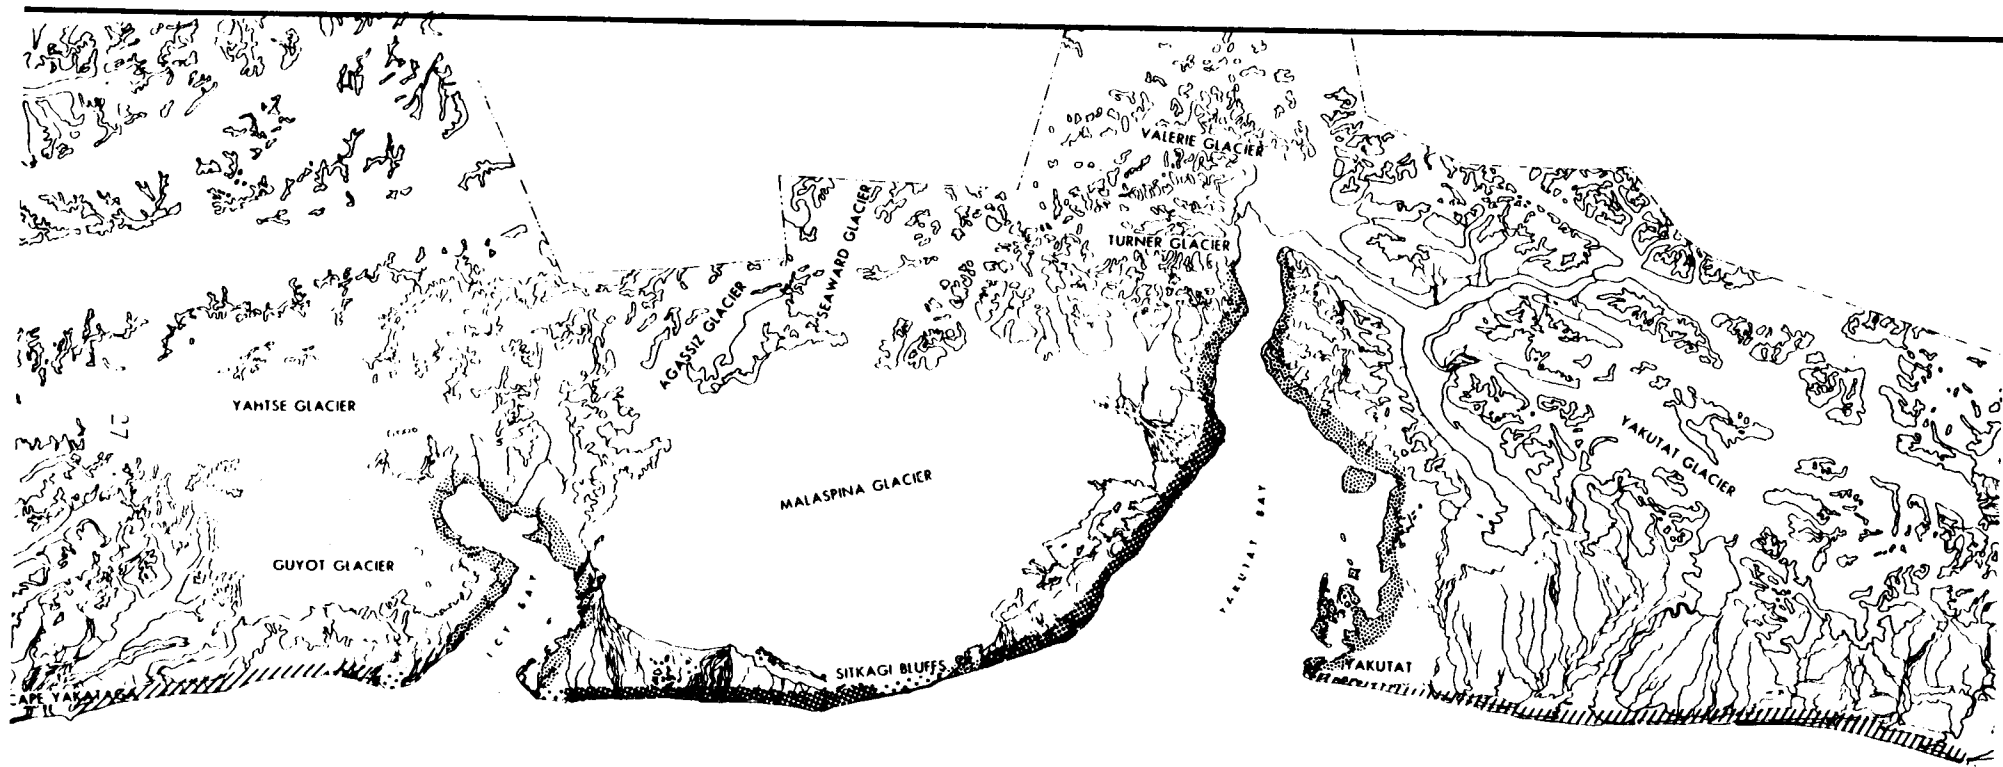 VALERIE GLACIER
TURNER GLACIER
SEAWARD GLACIER
AGASSIZ GLACIER
YAHTSE GLACIER
YAKUTAT GLACIER
MALASPINA GLACIER
YAKUTAT BAY
GUYOT GLACIER
ICY BAY
SITKAGI BLUFFS
YAKUTAT
CAPE YAKATAGA